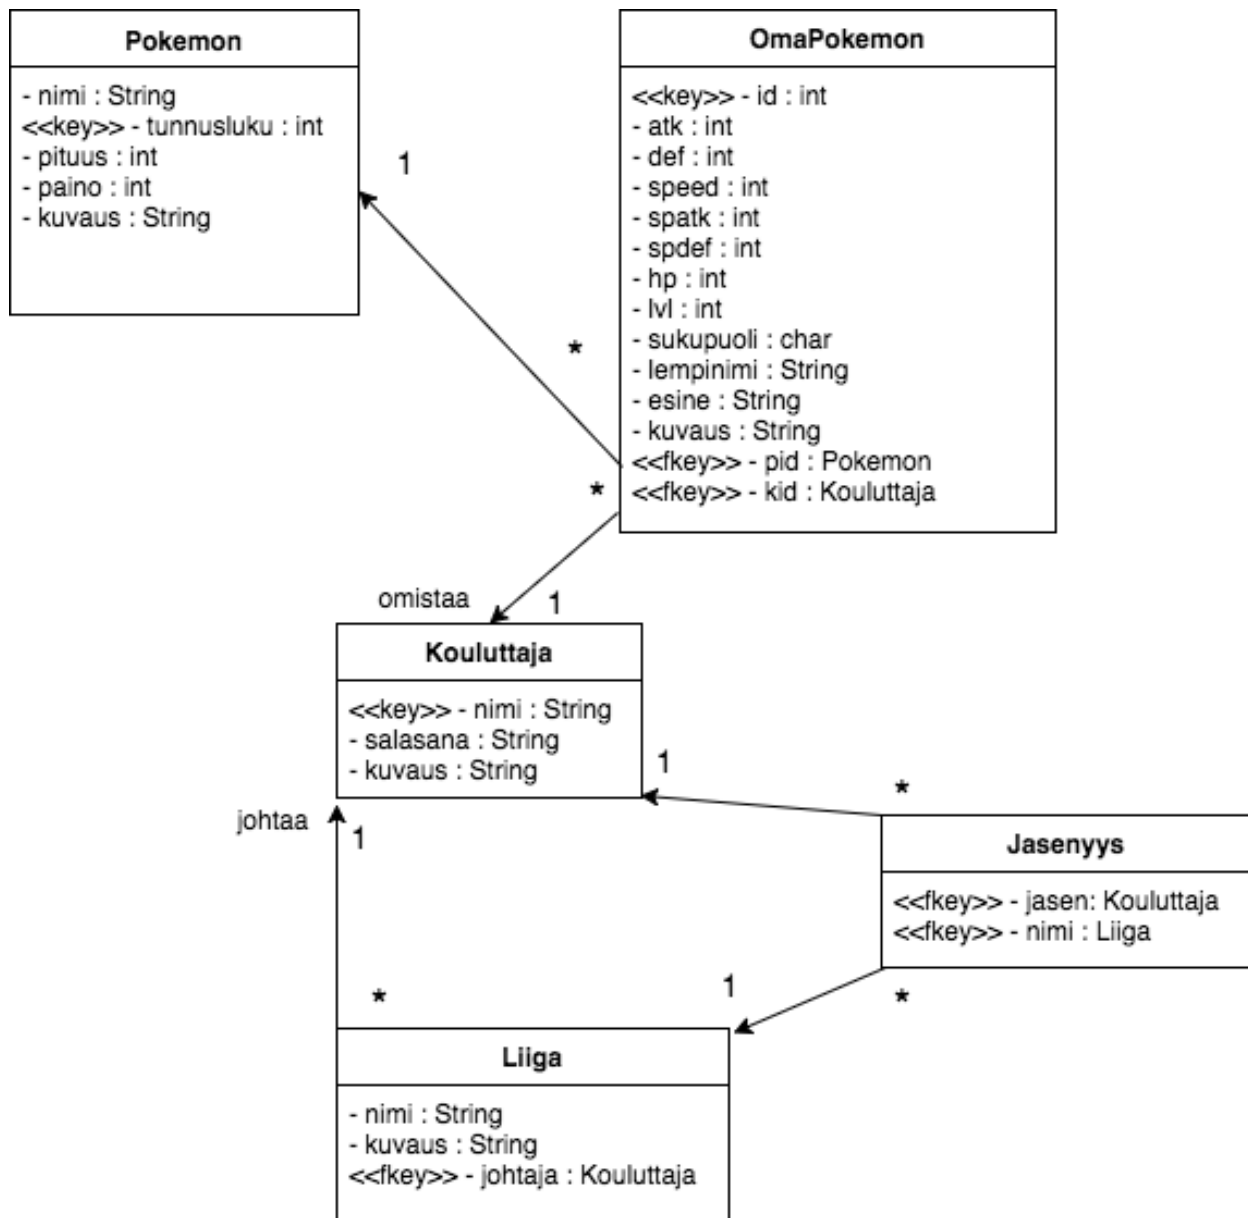 Pokemon
- nimi : String
<<key>> - tunnusluku : int
- pituus : int
- paino : int
- kuvaus : String
OmaPokemon
<<key>> - id : int
- atk : int
- def : int
- speed : int
- spatk : int
- spdef : int
- hp : int
- lvl : int
- sukupuoli : char
- lempinimi : String
- esine : String
- kuvaus : String
<<fkey>> - pid : Pokemon
<<fkey>> - kid : Kouluttaja
1
*
*
omistaa
1
Kouluttaja
<<key>> - nimi : String
- salasana : String
- kuvaus : String
1
*
johtaa
1
Jasenyys
<<fkey>> - jasen: Kouluttaja
<<fkey>> - nimi : Liiga
*
1
*
Liiga
- nimi : String
- kuvaus : String
<<fkey>> - johtaja : Kouluttaja